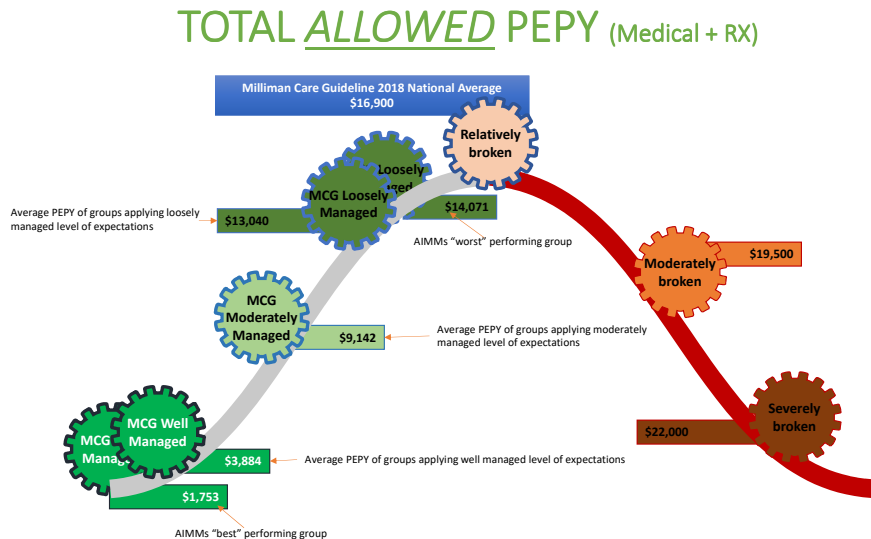 TOTAL ALLOWED PEPY (Medical + RX)
Milliman Care Guideline 2018 National Average
$16,900
Relatively
broken
Loosely
MCG Loosely
Managed
$14,071
$13,040
Average PEPY of groups applying loosely
managed level of expectations
AIMMs “worst” performing group
Moderately
broken
$19,500
MCG
Moderately
Managed
$9,142
Average PEPY of groups applying moderately
managed level of expectations
Severely
broken
$22,000
MCG
MCG Well
Managed
$3,884
Average PEPY of groups applying well managed level of expectations
$1,753
AIMMs “best” performing group